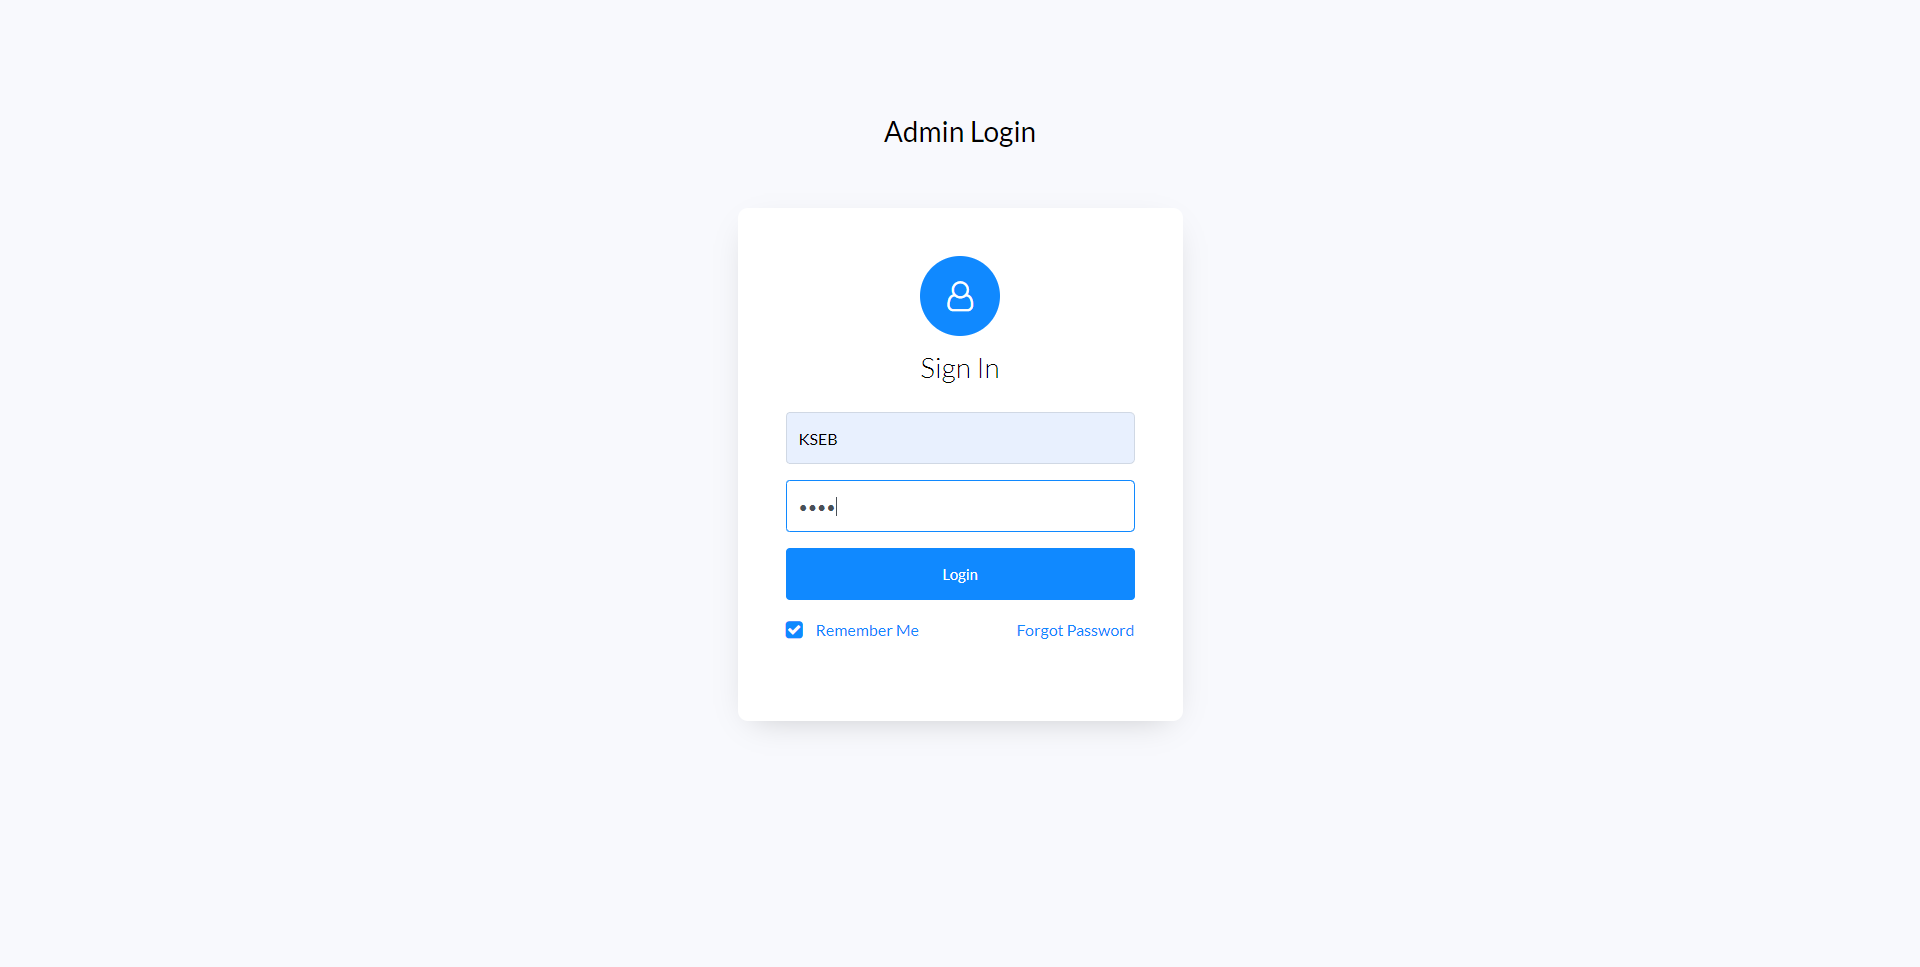 Admin Login
Sign In
KSEB
••••
Login
Remember Me Forgot Password